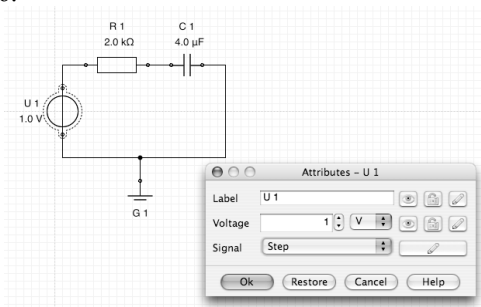 R 1
2.0 kΩ
C 1
4.0 µF
U 1
1.0 V
G 1
Attributes – U 1
Label U 1
Voltage 1 V
Signal Step
Ok Restore Cancel Help